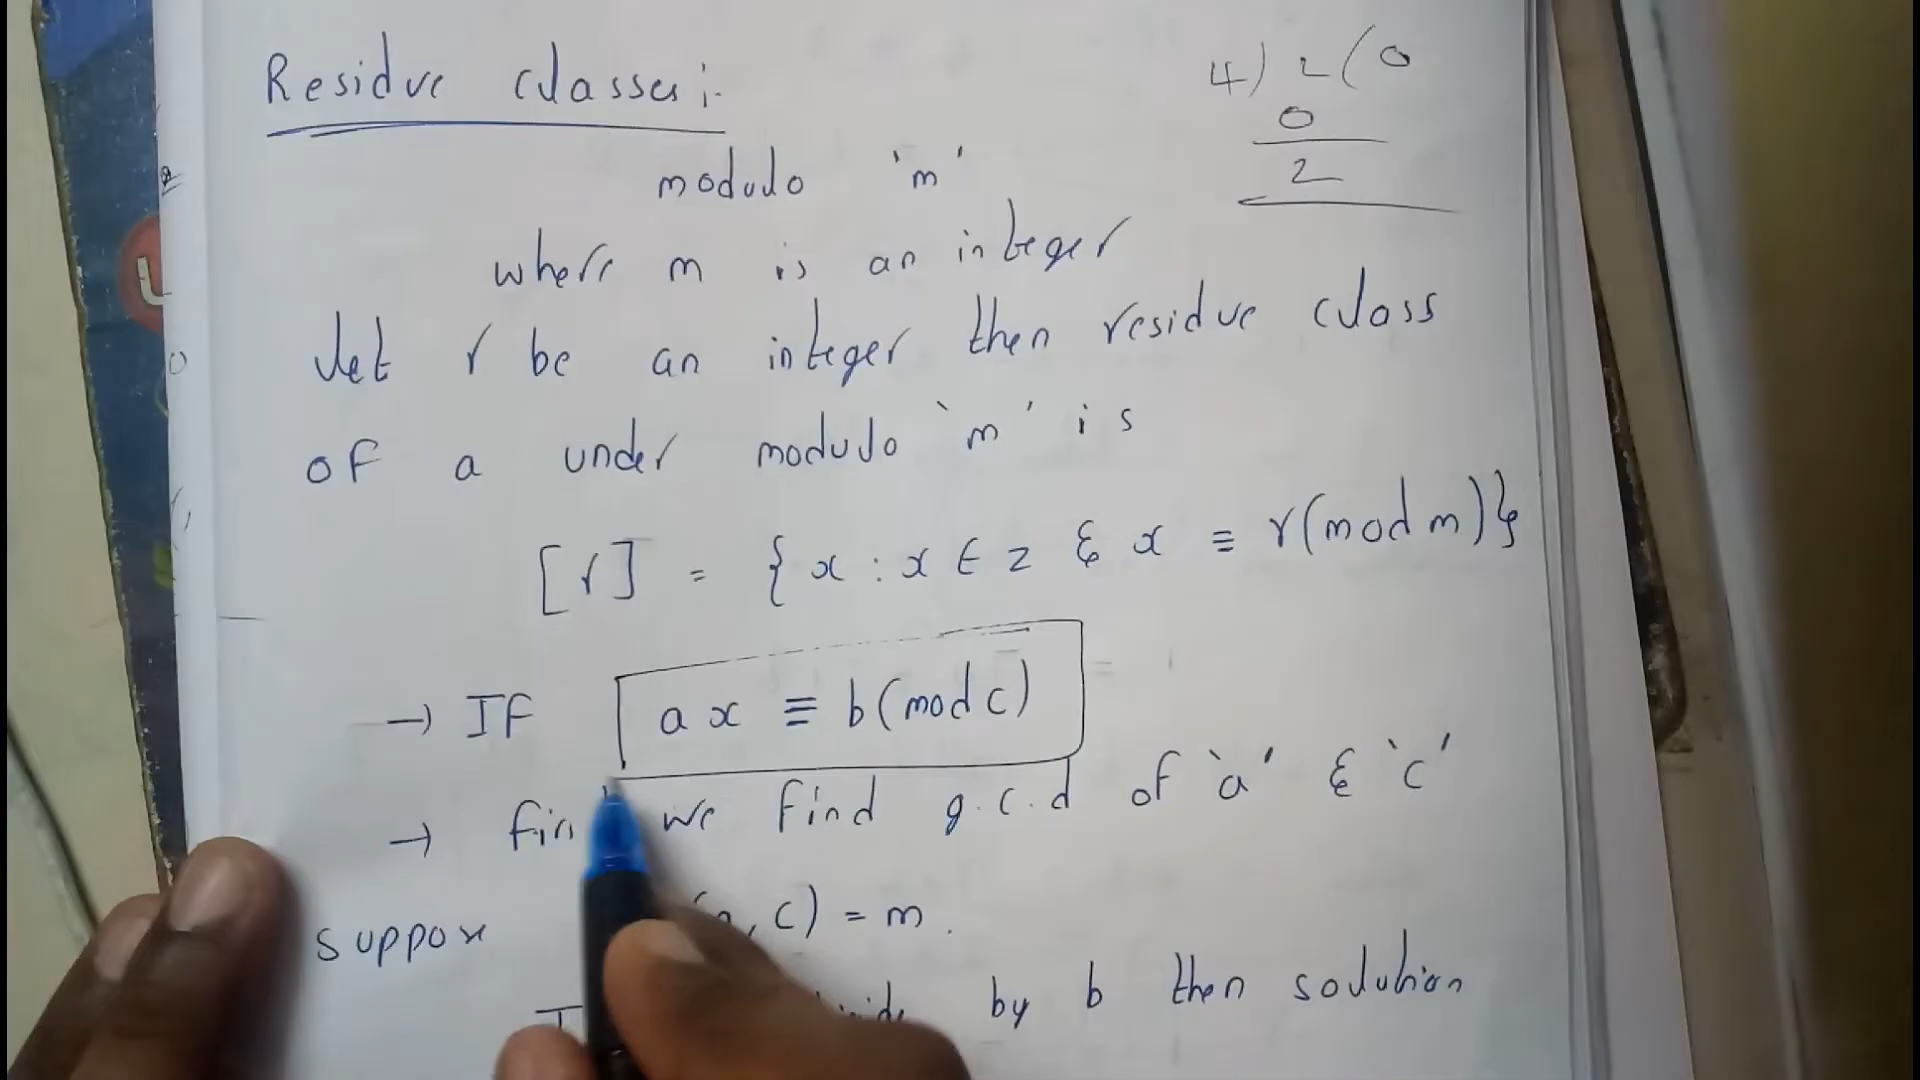 Residue classes:-
4) 2 (0
0
2
modulo 'm'
where m is an integer
Let r be an integer then residue class
of a under modulo 'm' is
[r] = {x : x ∈ z & x ≡ r(mod m)}
→ IF ax ≡ b(mod c)
→ we find g.c.d of 'a' & 'c'
suppose , c) = m.
by b then solution